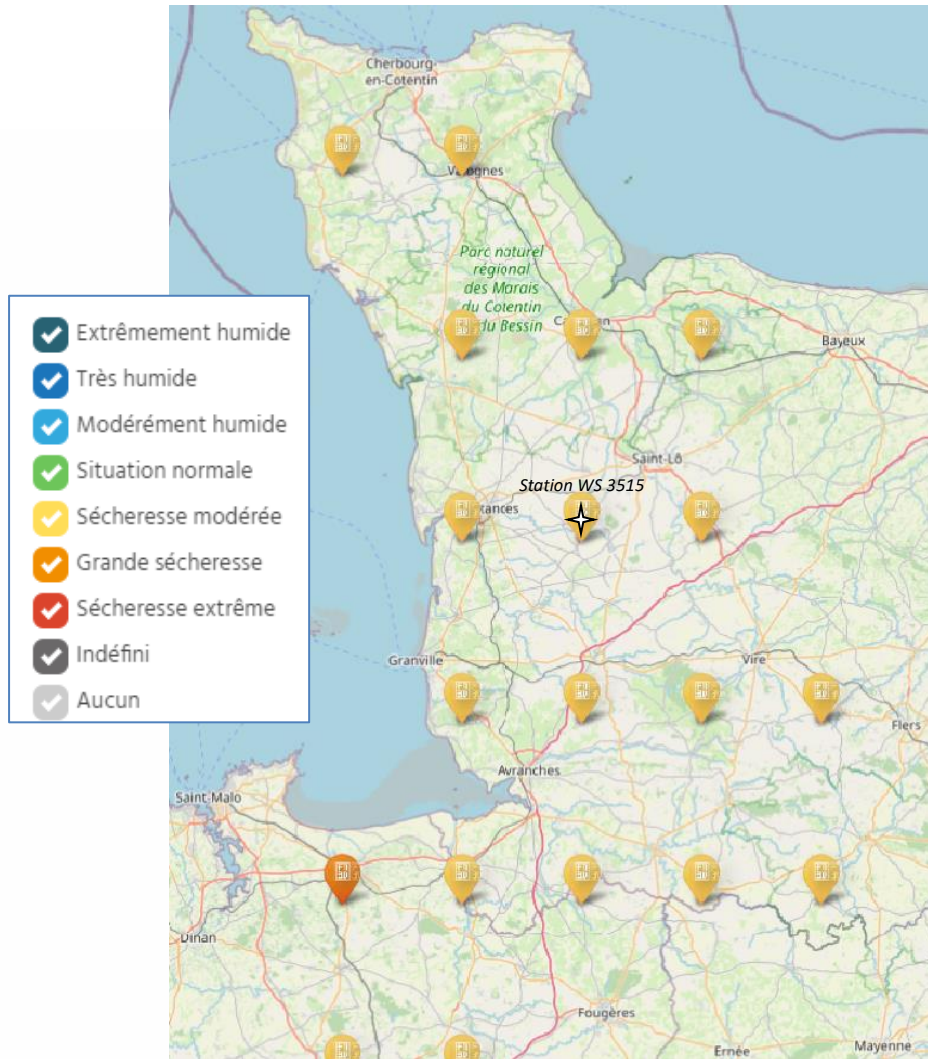 Cherbourg-
en-Cotentin
Parc naturel
régional
des Marais
du Cotentin
du Bessin
Bayeux
Extrêmement humide
Très humide
Modérément humide
Situation normale
Sécheresse modérée
Grande sécheresse
Sécheresse extrême
Indéfini
Aucun
Saint-Lô
Station WS 3515
Granville
Vire
Flers
Avranches
Saint-Malo
Dinan
Fougères
Ernée
Mayenne